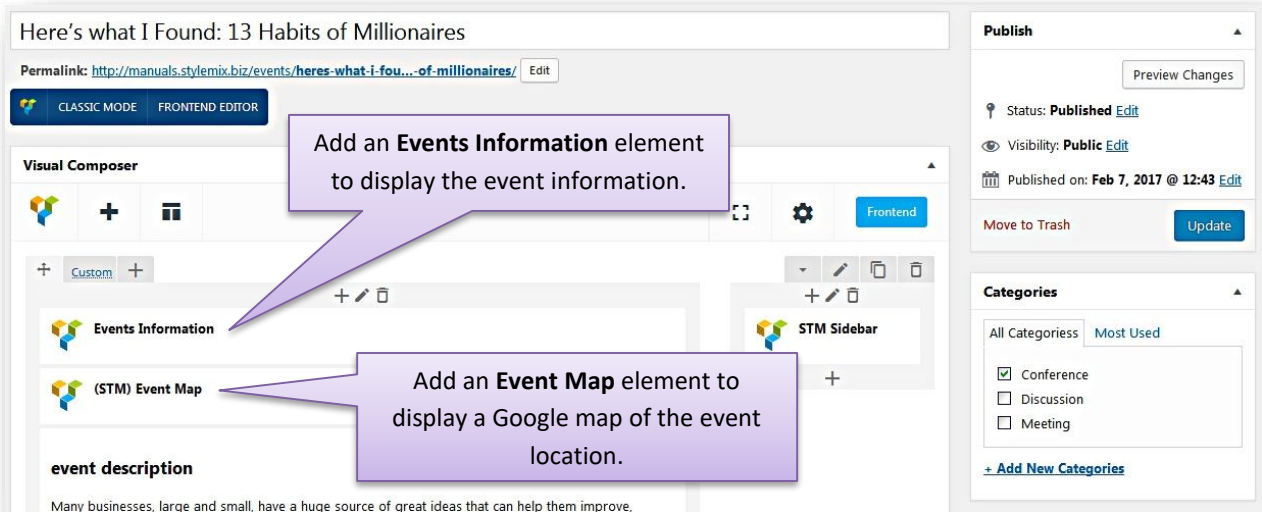 Here's what I Found: 13 Habits of Millionaires
Permalink: http://manuals.stylemix.biz/events/heres-what-i-fou...-of-millionaires/ Edit
CLASSIC MODE FRONTEND EDITOR
Add an Events Information element
to display the event information.
Visual Composer
Frontend
Custom
Events Information
STM Sidebar
(STM) Event Map
Add an Event Map element to
display a Google map of the event
location.
event description
Many businesses, large and small, have a huge source of great ideas that can help them improve,
Publish
Preview Changes
Status: Published Edit
Visibility: Public Edit
Published on: Feb 7, 2017 @ 12:43 Edit
Move to Trash Update
Categories
All Categoriess Most Used
Conference
Discussion
Meeting
+ Add New Categories